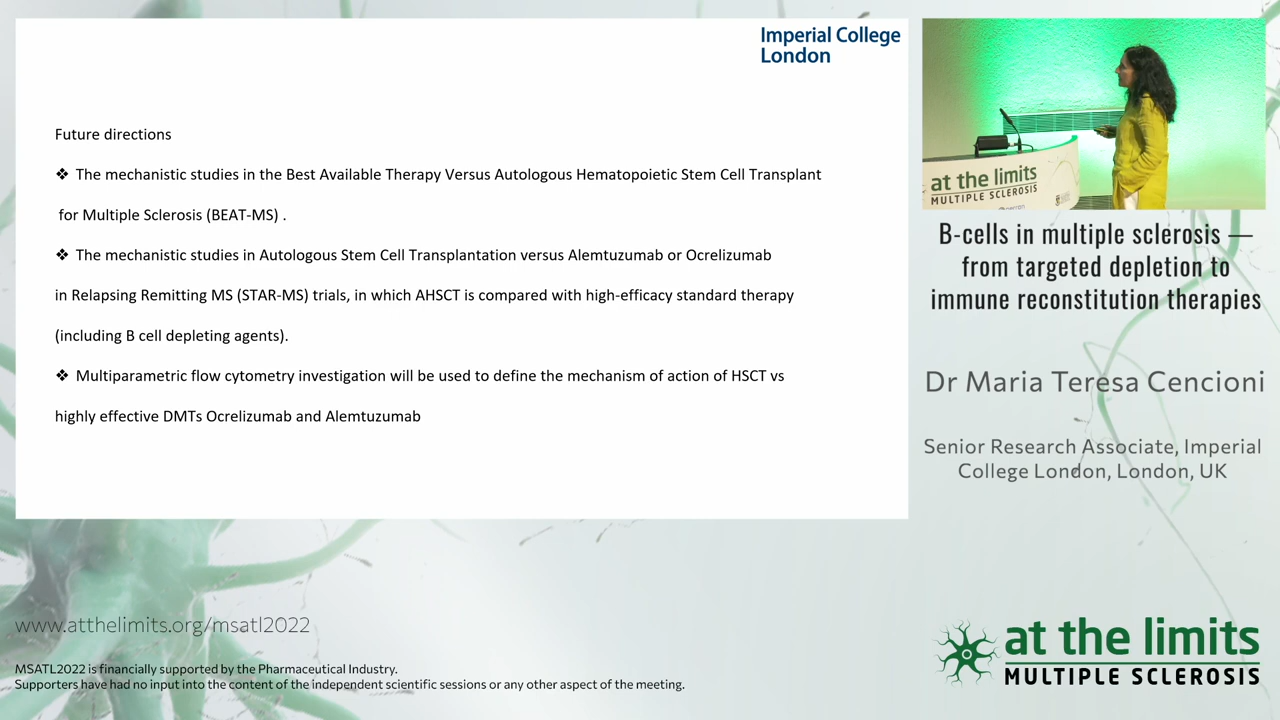 Imperial College
London
Future directions
❖ The mechanistic studies in the Best Available Therapy Versus Autologous Hematopoietic Stem Cell Transplant
for Multiple Sclerosis (BEAT-MS) .
❖ The mechanistic studies in Autologous Stem Cell Transplantation versus Alemtuzumab or Ocrelizumab
in Relapsing Remitting MS (STAR-MS) trials, in which AHSCT is compared with high-efficacy standard therapy
(including B cell depleting agents).
❖ Multiparametric flow cytometry investigation will be used to define the mechanism of action of HSCT vs
highly effective DMTs Ocrelizumab and Alemtuzumab
at the limits
MULTIPLE SCLEROSIS
B-cells in multiple sclerosis —
from targeted depletion to
immune reconstitution therapies
Dr Maria Teresa Cencioni
Senior Research Associate, Imperial
College London, London, UK
www.atthelimits.org/msatl2022
MSATL2022 is financially supported by the Pharmaceutical Industry.
Supporters have had no input into the content of the independent scientific sessions or any other aspect of the meeting.
at the limits
MULTIPLE SCLEROSIS